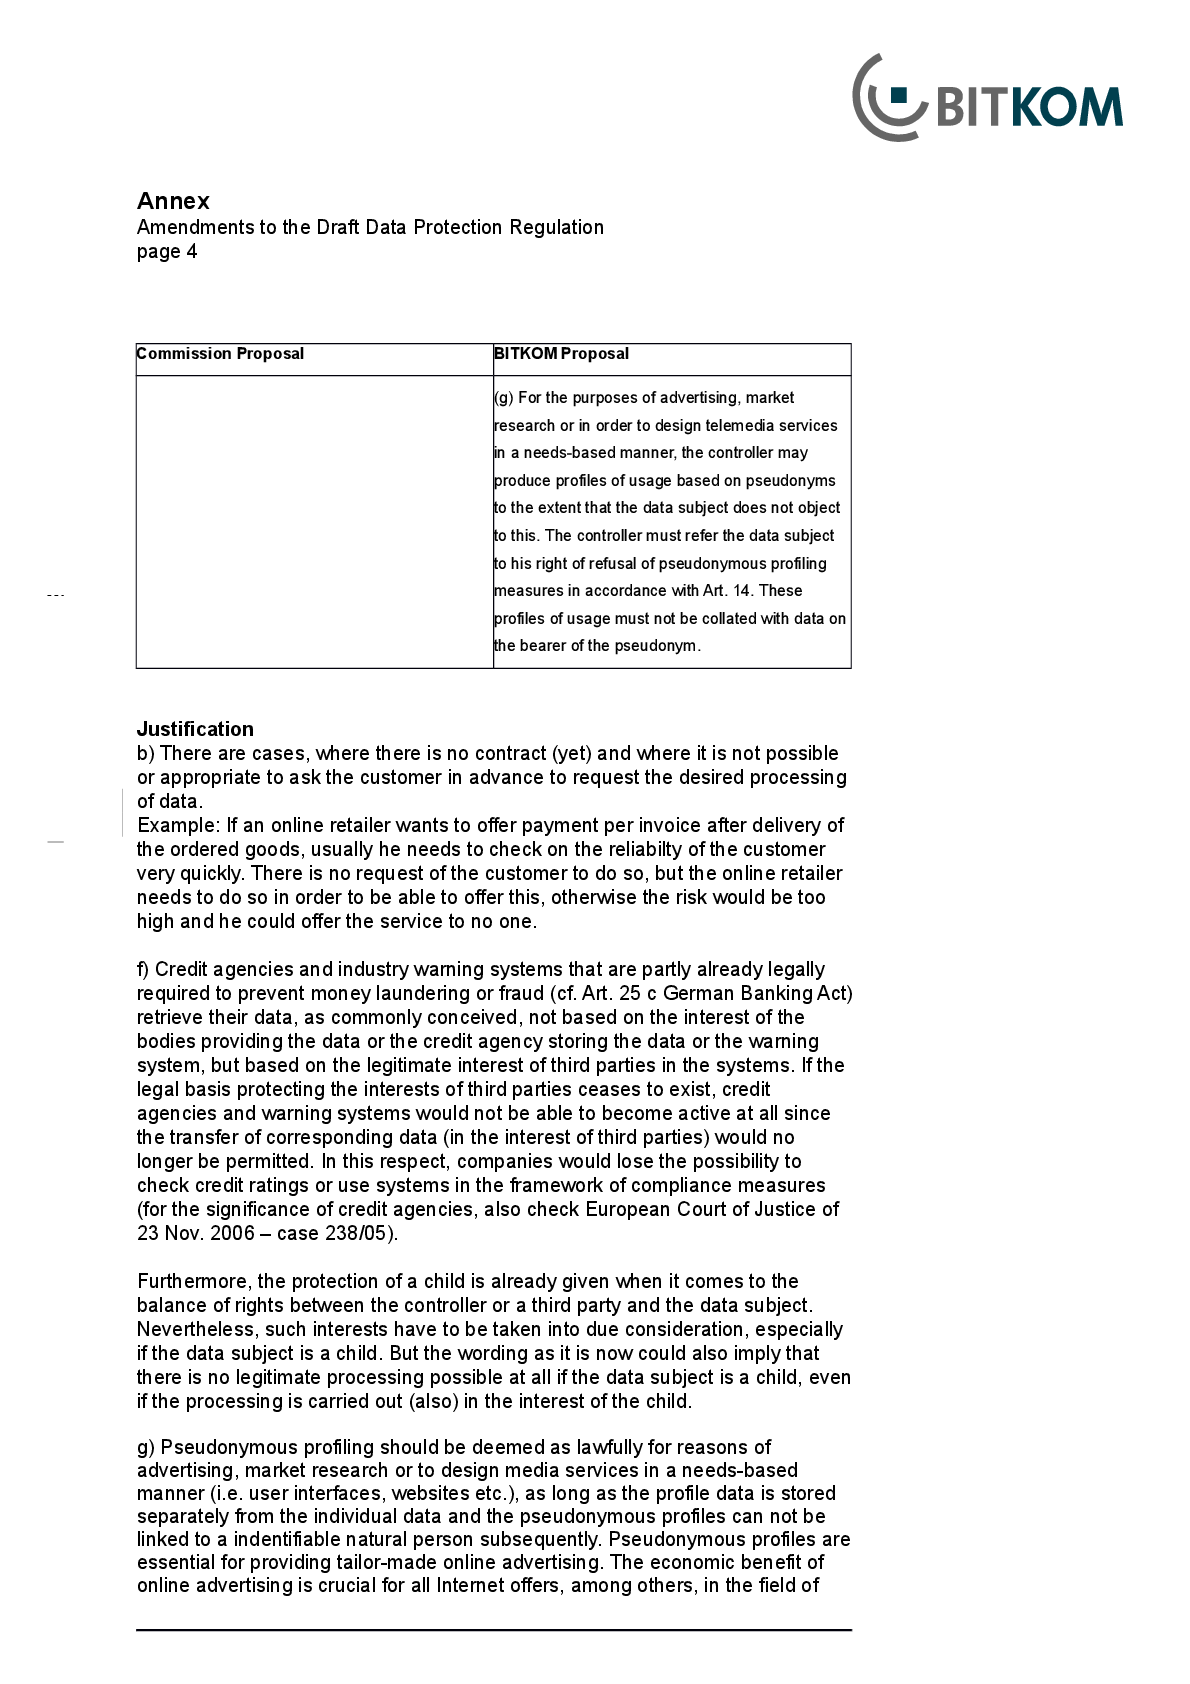 BITKOM
Annex
Amendments to the Draft Data Protection Regulation
page 4
Commission Proposal
BITKOM Proposal
(g) For the purposes of advertising, market
research or in order to design telemedia services
in a needs-based manner, the controller may
produce profiles of usage based on pseudonyms
to the extent that the data subject does not object
to this. The controller must refer the data subject
to his right of refusal of pseudonymous profiling
measures in accordance with Art. 14. These
profiles of usage must not be collated with data on
the bearer of the pseudonym.
Justification
b) There are cases, where there is no contract (yet) and where it is not possible
or appropriate to ask the customer in advance to request the desired processing
of data.
Example: If an online retailer wants to offer payment per invoice after delivery of
the ordered goods, usually he needs to check on the reliabilty of the customer
very quickly. There is no request of the customer to do so, but the online retailer
needs to do so in order to be able to offer this, otherwise the risk would be too
high and he could offer the service to no one.
f) Credit agencies and industry warning systems that are partly already legally
required to prevent money laundering or fraud (cf. Art. 25 c German Banking Act)
retrieve their data, as commonly conceived, not based on the interest of the
bodies providing the data or the credit agency storing the data or the warning
system, but based on the legitimate interest of third parties in the systems. If the
legal basis protecting the interests of third parties ceases to exist, credit
agencies and warning systems would not be able to become active at all since
the transfer of corresponding data (in the interest of third parties) would no
longer be permitted. In this respect, companies would lose the possibility to
check credit ratings or use systems in the framework of compliance measures
(for the significance of credit agencies, also check European Court of Justice of
23 Nov. 2006 – case 238/05).
Furthermore, the protection of a child is already given when it comes to the
balance of rights between the controller or a third party and the data subject.
Nevertheless, such interests have to be taken into due consideration, especially
if the data subject is a child. But the wording as it is now could also imply that
there is no legitimate processing possible at all if the data subject is a child, even
if the processing is carried out (also) in the interest of the child.
g) Pseudonymous profiling should be deemed as lawfully for reasons of
advertising, market research or to design media services in a needs-based
manner (i.e. user interfaces, websites etc.), as long as the profile data is stored
separately from the individual data and the pseudonymous profiles can not be
linked to a indentifiable natural person subsequently. Pseudonymous profiles are
essential for providing tailor-made online advertising. The economic benefit of
online advertising is crucial for all Internet offers, among others, in the field of